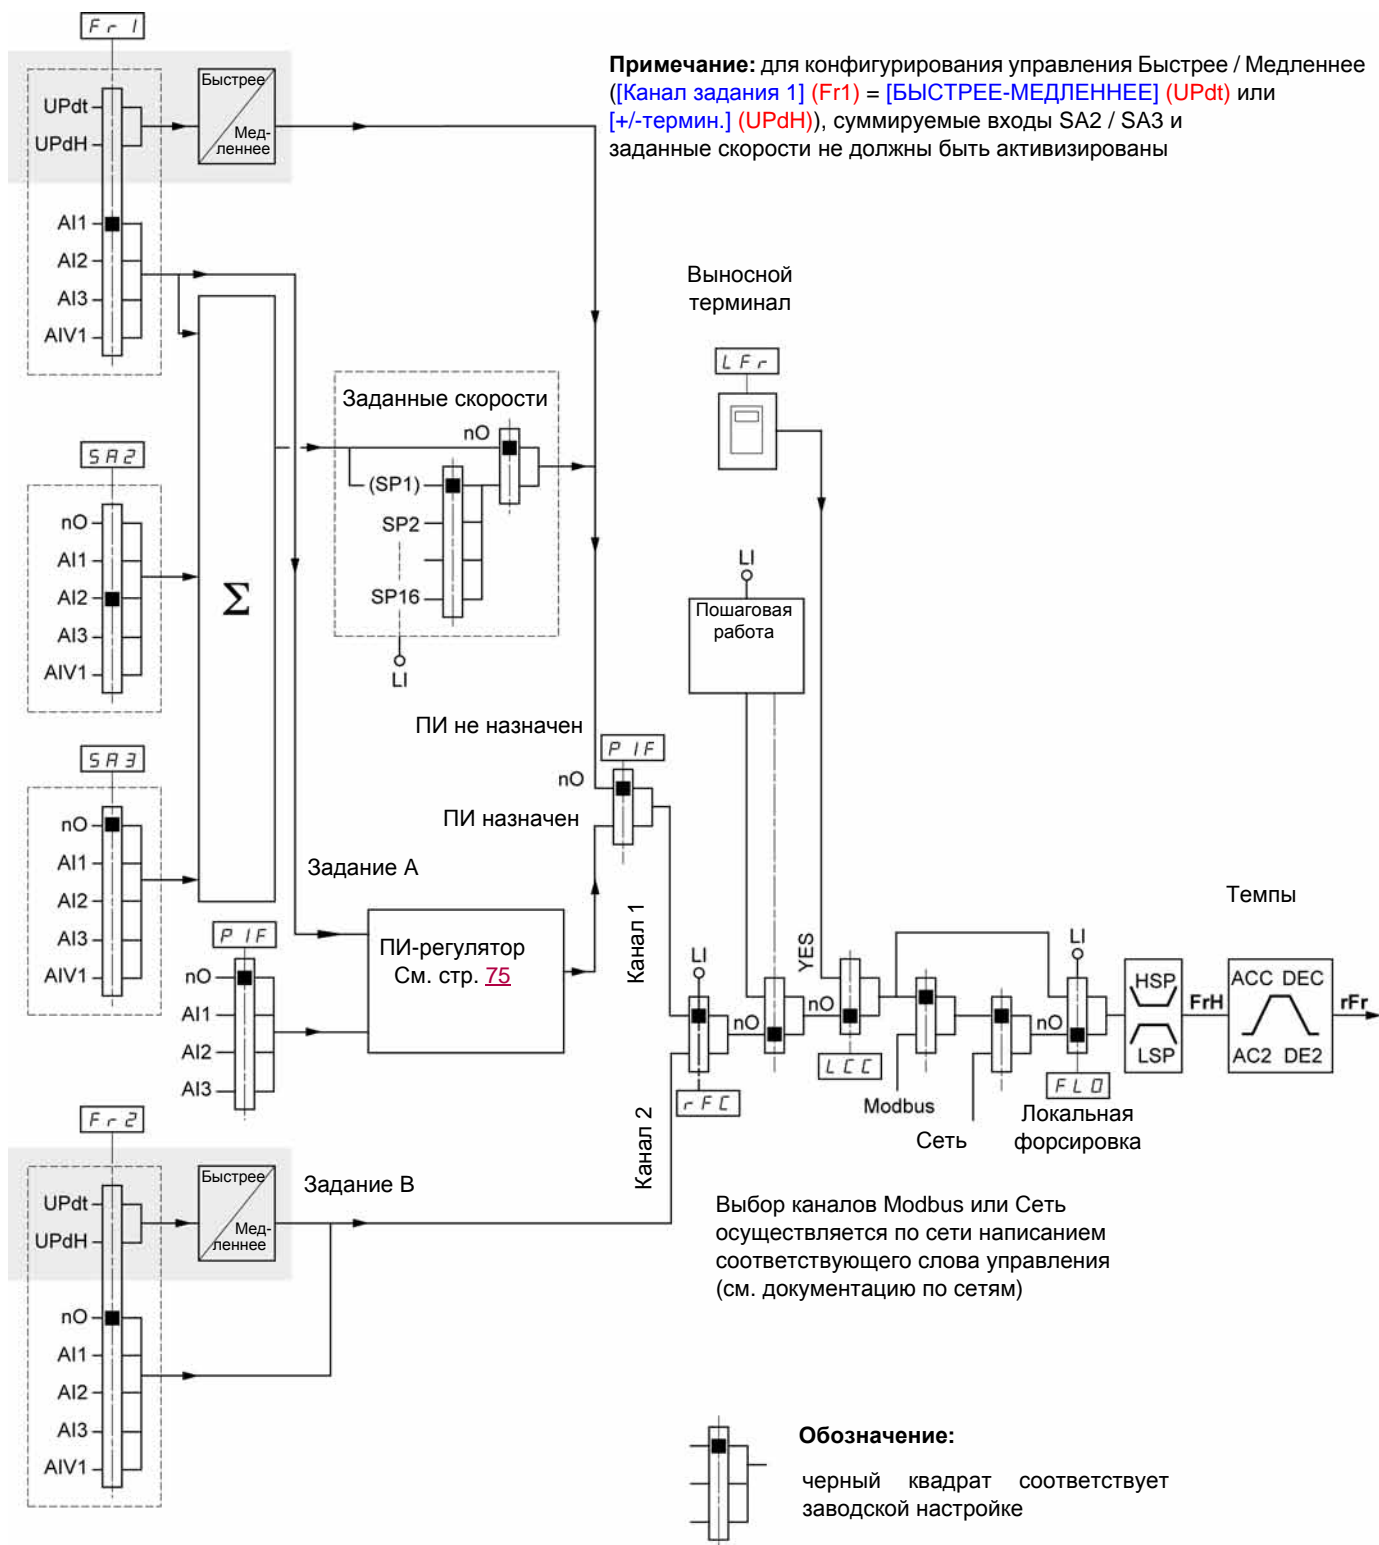 Fr1
Быстрее
Мед-
леннее
UPdt
UPdH
AI1
AI2
AI3
AIV1
Примечание: для конфигурирования управления Быстрее / Медленнее
([Канал задания 1] (Fr1) = [БЫСТРЕЕ-МЕДЛЕННЕЕ] (UPdt) или
[+/-термин.] (UPdH)), суммируемые входы SA2 / SA3 и
заданные скорости не должны быть активизированы
Выносной
терминал
LFr
Заданные скорости
nO
(SP1)
SP2
SP16
LI
SA2
nO
AI1
AI2
AI3
AIV1
Σ
LI
Пошаговая
работа
ПИ не назначен
PIF
nO
ПИ назначен
SA3
nO
AI1
AI2
AI3
AIV1
Задание A
PIF
nO
AI1
AI2
AI3
ПИ-регулятор
См. стр. 75
Канал 1
Канал 2
LI
rFC
nO
YES
nO
LCC
Modbus
Сеть
nO
LI
FLO
Локальная
форсировка
HSP
LSP
FrH
Темпы
ACC DEC
AC2 DE2
rFr
Fr2
Быстрее
Мед-
леннее
UPdt
UPdH
nO
AI1
AI2
AI3
AIV1
Задание B
Выбор каналов Modbus или Сеть
осуществляется по сети написанием
соответствующего слова управления
(см. документацию по сетям)
Обозначение:
черный квадрат соответствует
заводской настройке